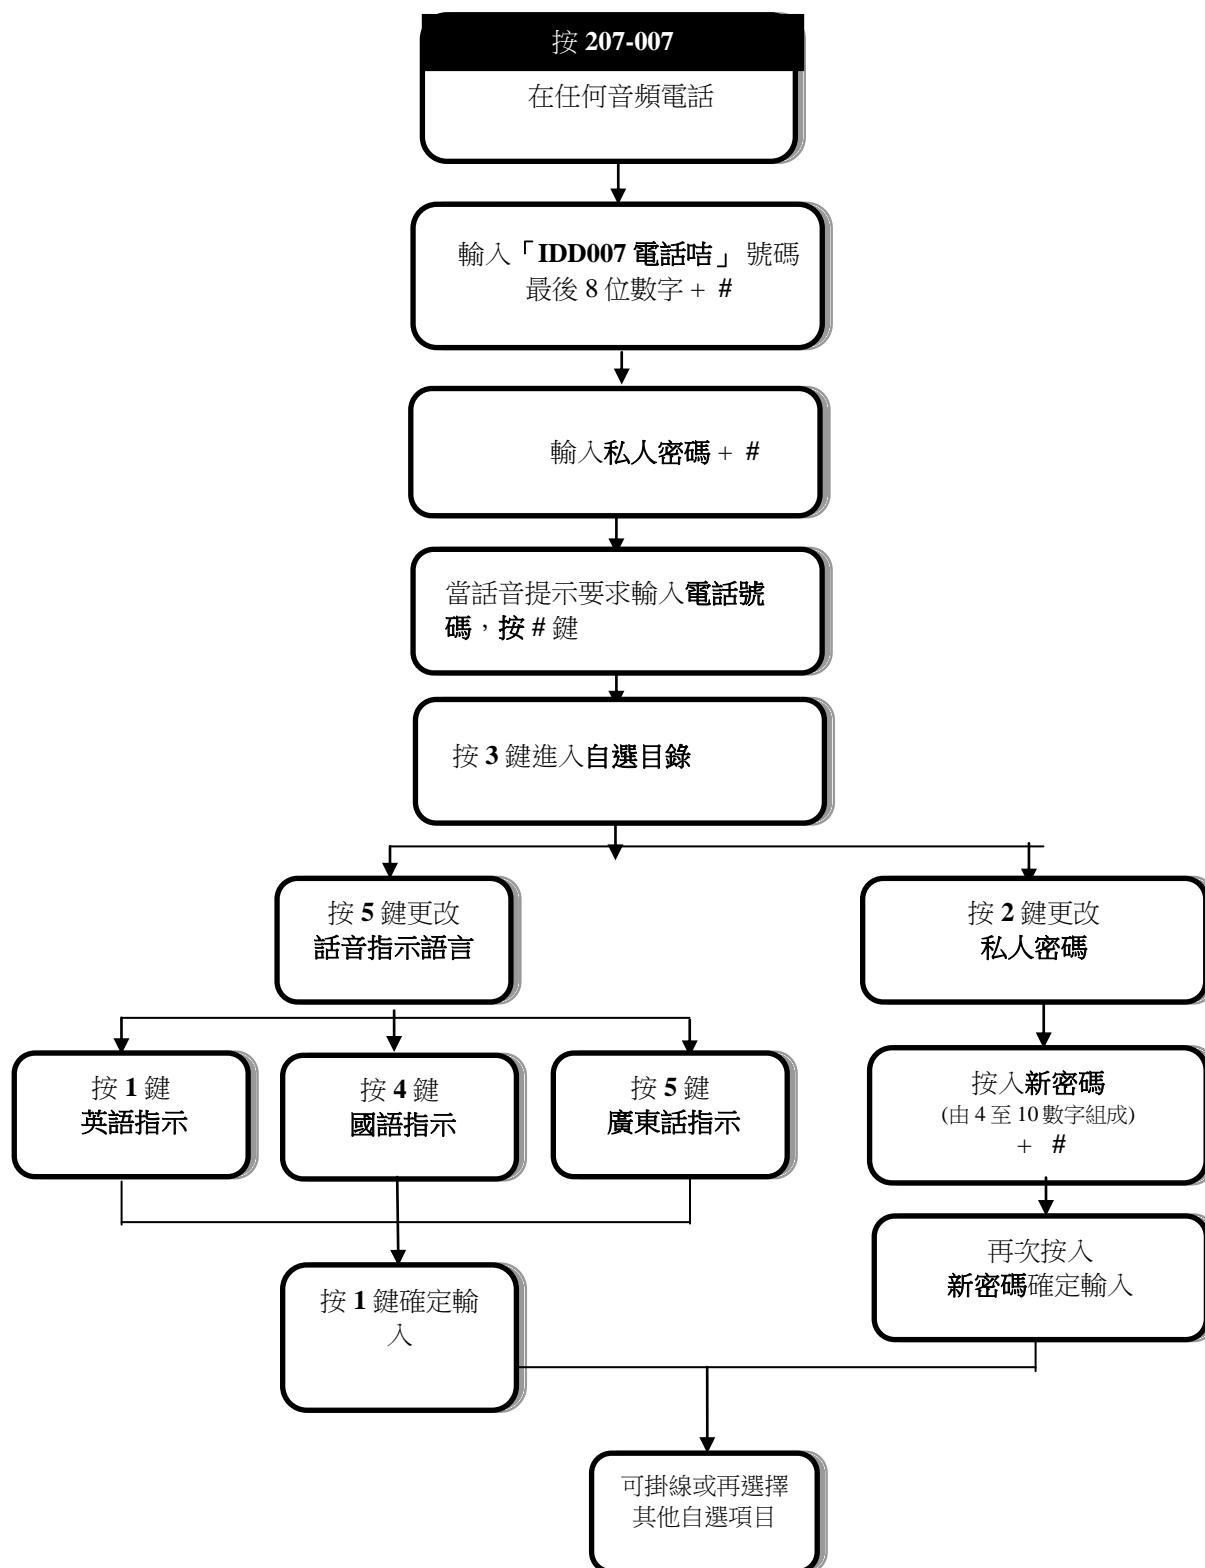 按 207-007
在任何音頻電話
輸入「IDD007 電話咭」號碼
最後 8 位數字 + #
輸入私人密碼 + #
當話音提示要求輸入電話號
碼，按 # 鍵
按 3 鍵進入自選目錄
按 5 鍵更改
話音指示語言
按 2 鍵更改
私人密碼
按 1 鍵
英語指示
按 4 鍵
國語指示
按 5 鍵
廣東話指示
按入新密碼
(由 4 至 10 數字組成)
+ #
再次按入
新密碼確定輸入
按 1 鍵確定輸
入
可掛線或再選擇
其他自選項目